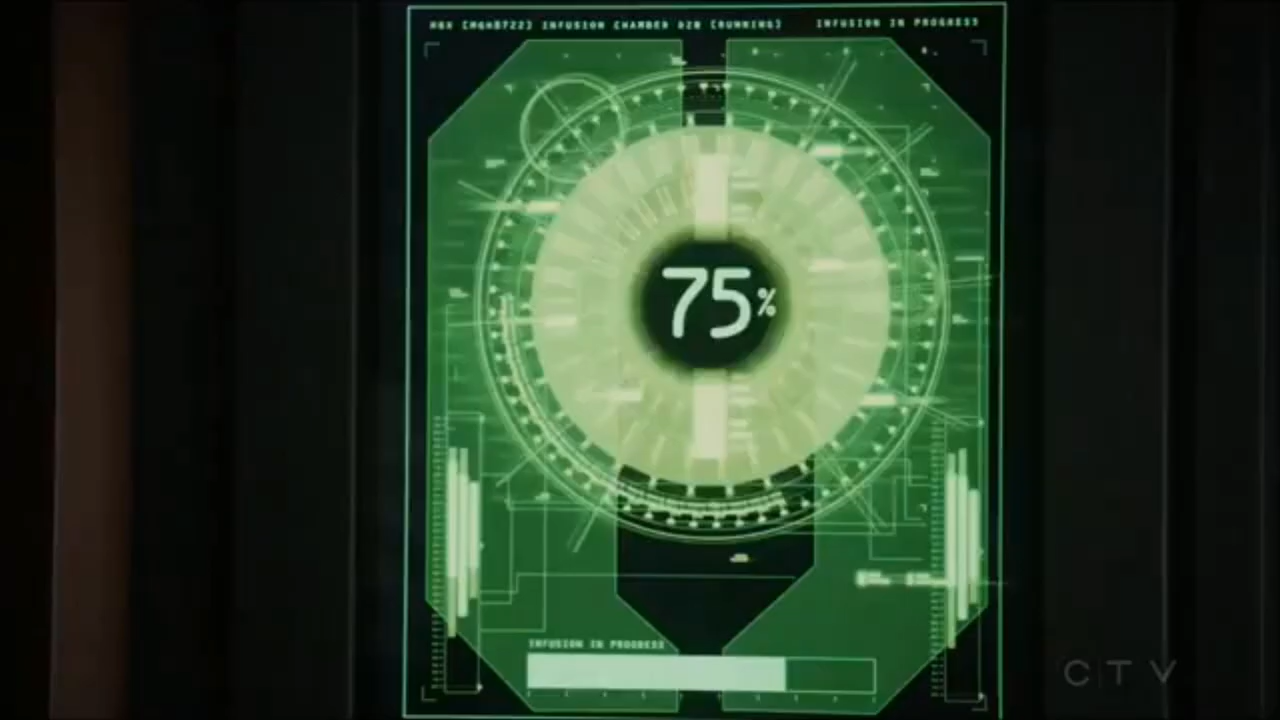 INFUSION CHAMBER (RUNNING) INFUSION IN PROGRESS
75%
INFUSION IN PROGRESS
CTV